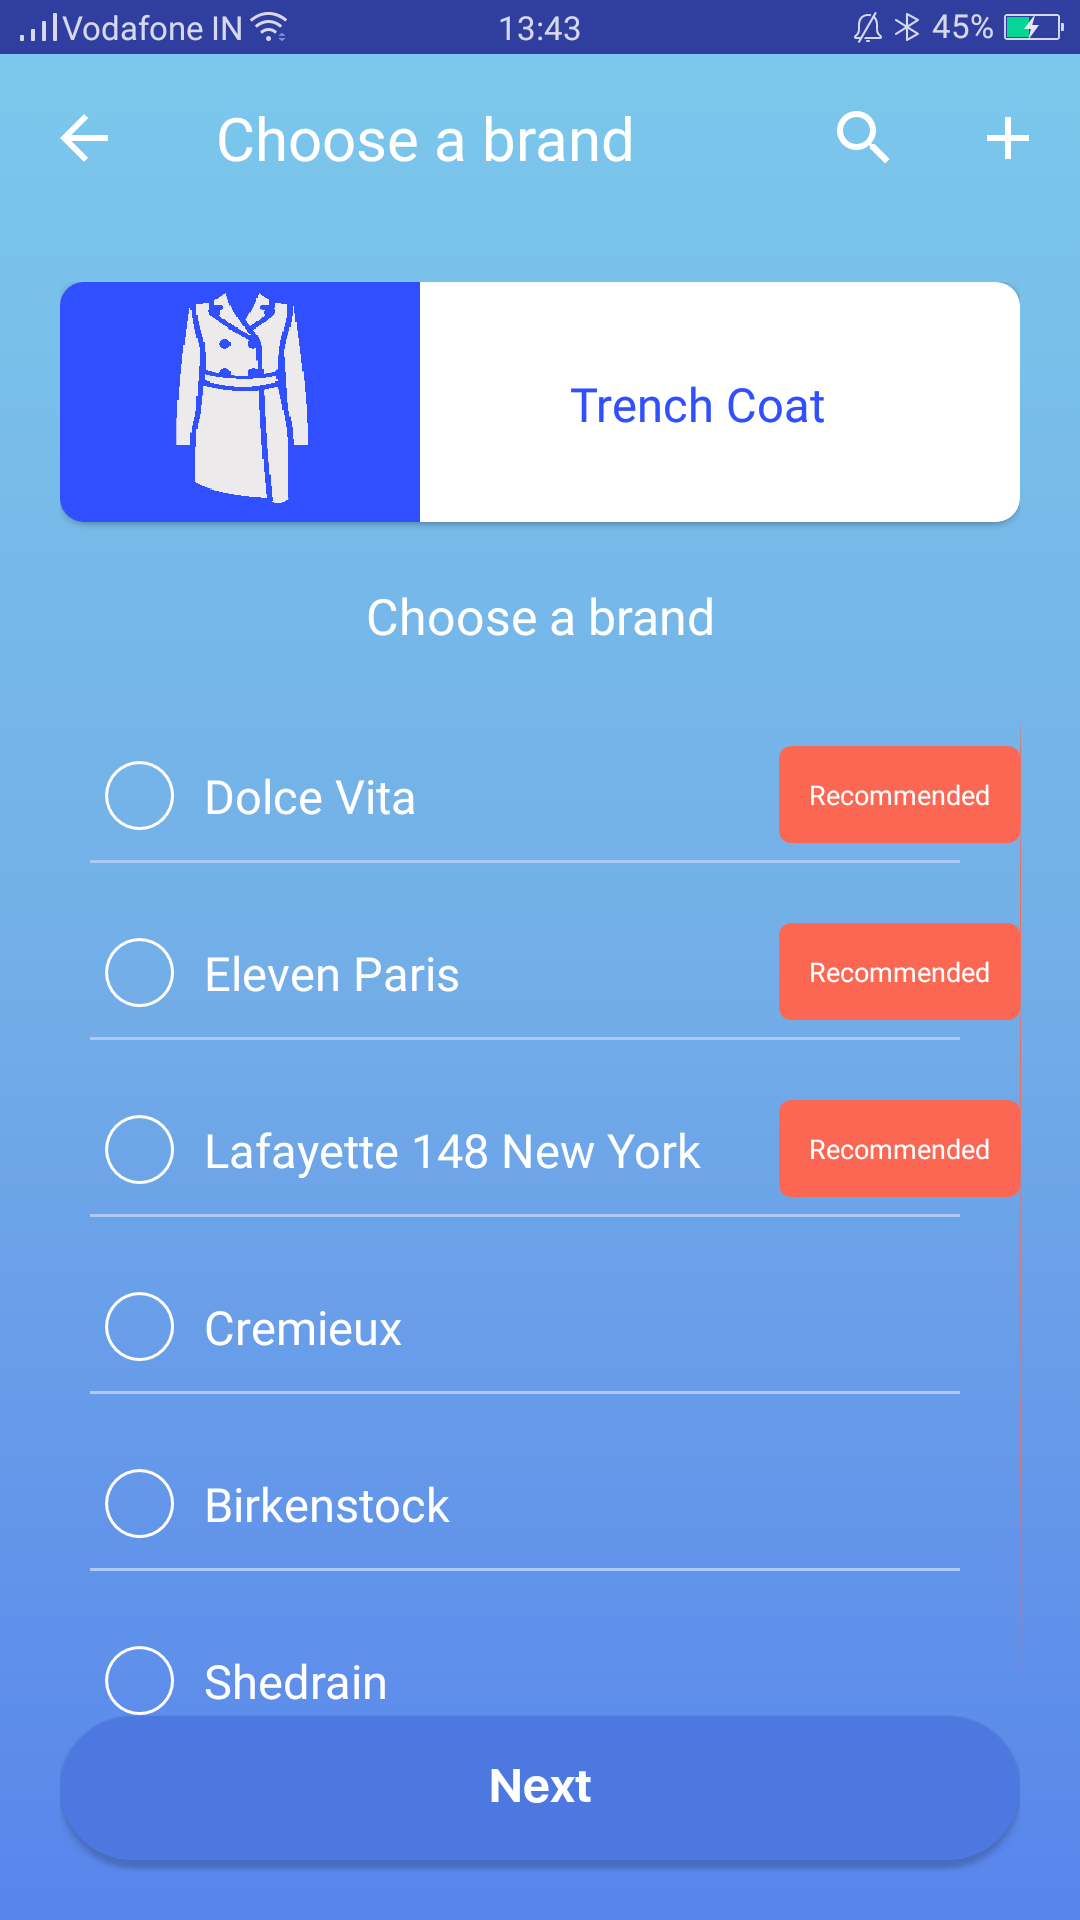 Vodafone IN 13:43 45%
Choose a brand
Trench Coat
Choose a brand
Dolce Vita Recommended
Eleven Paris Recommended
Lafayette 148 New York Recommended
Cremieux
Birkenstock
Shedrain
Next